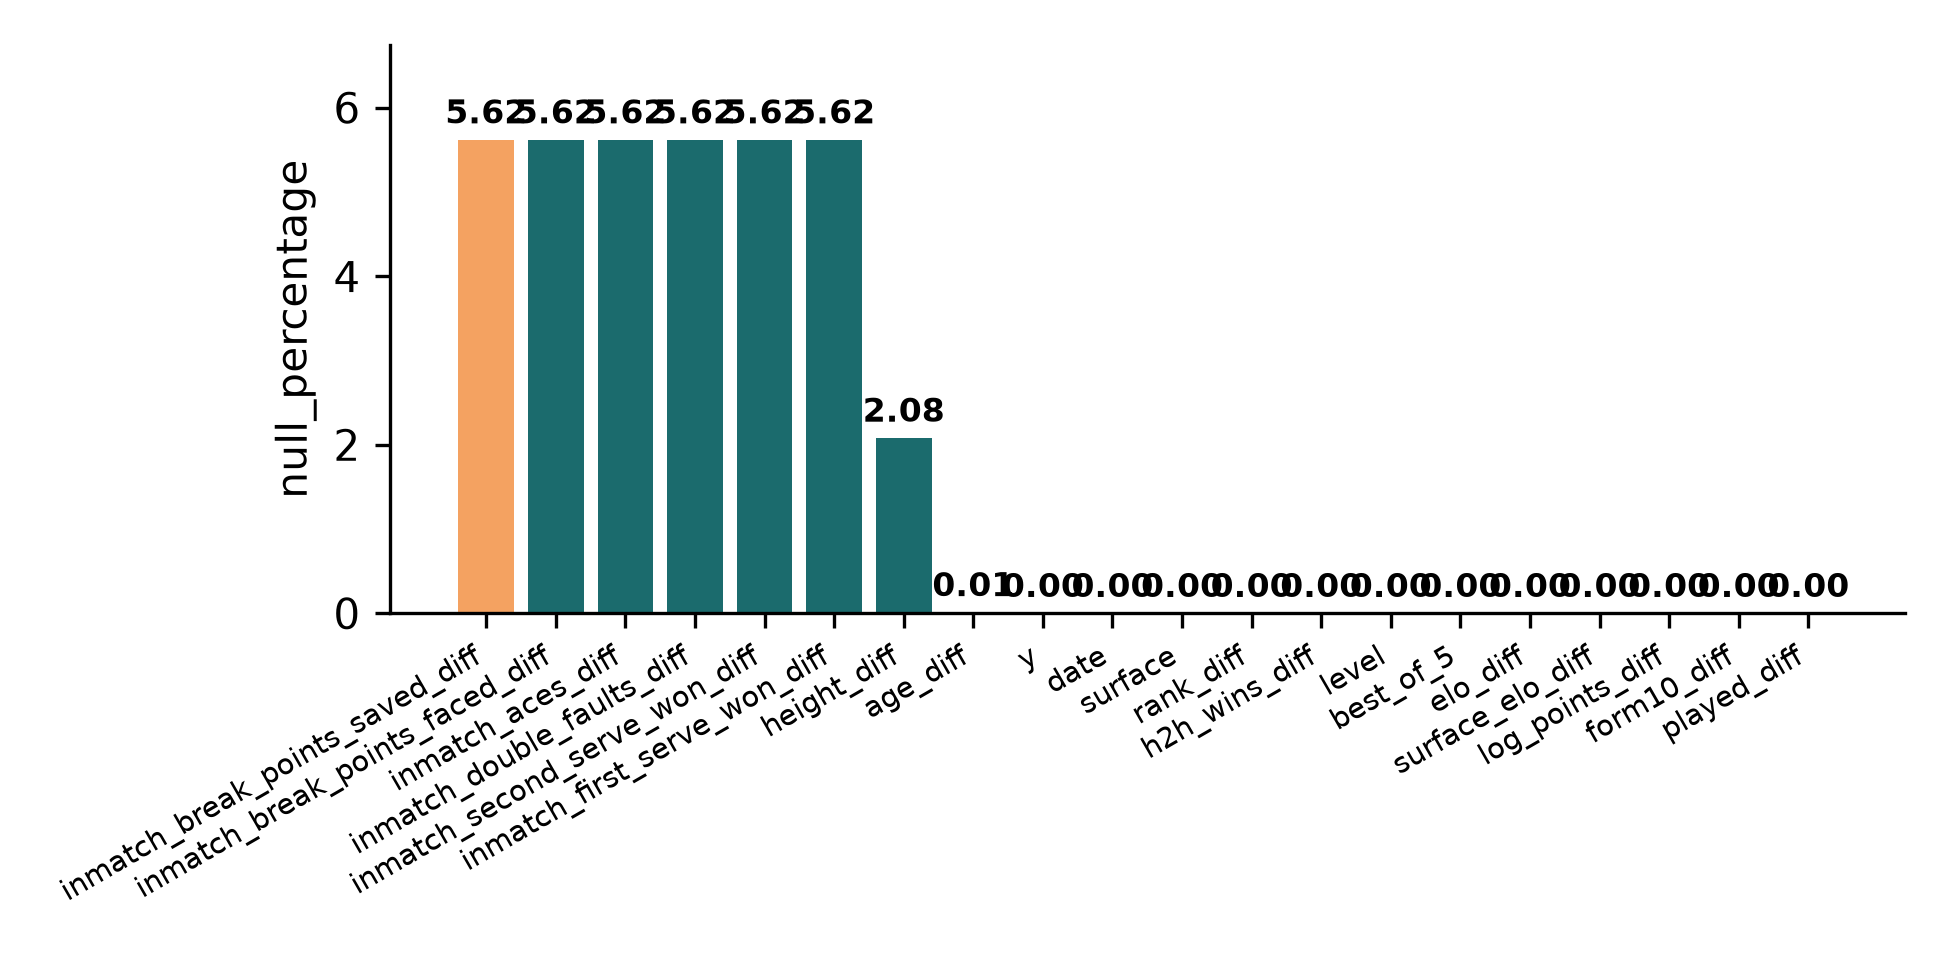 null_percentage
6
4
2
0
5.62 5.62 5.62 5.62 5.62 5.62
2.08
0.01 0.00 0.00 0.00 0.00 0.00 0.00 0.00 0.00 0.00 0.00 0.00 0.00
inmatch_break_points_saved_diff
inmatch_break_points_faced_diff
inmatch_aces_diff
inmatch_double_faults_diff
inmatch_second_serve_won_diff
inmatch_first_serve_won_diff
height_diff
age_diff
y
date
surface
rank_diff
h2h_wins_diff
level
best_of_5
elo_diff
surface_elo_diff
log_points_diff
form10_diff
played_diff